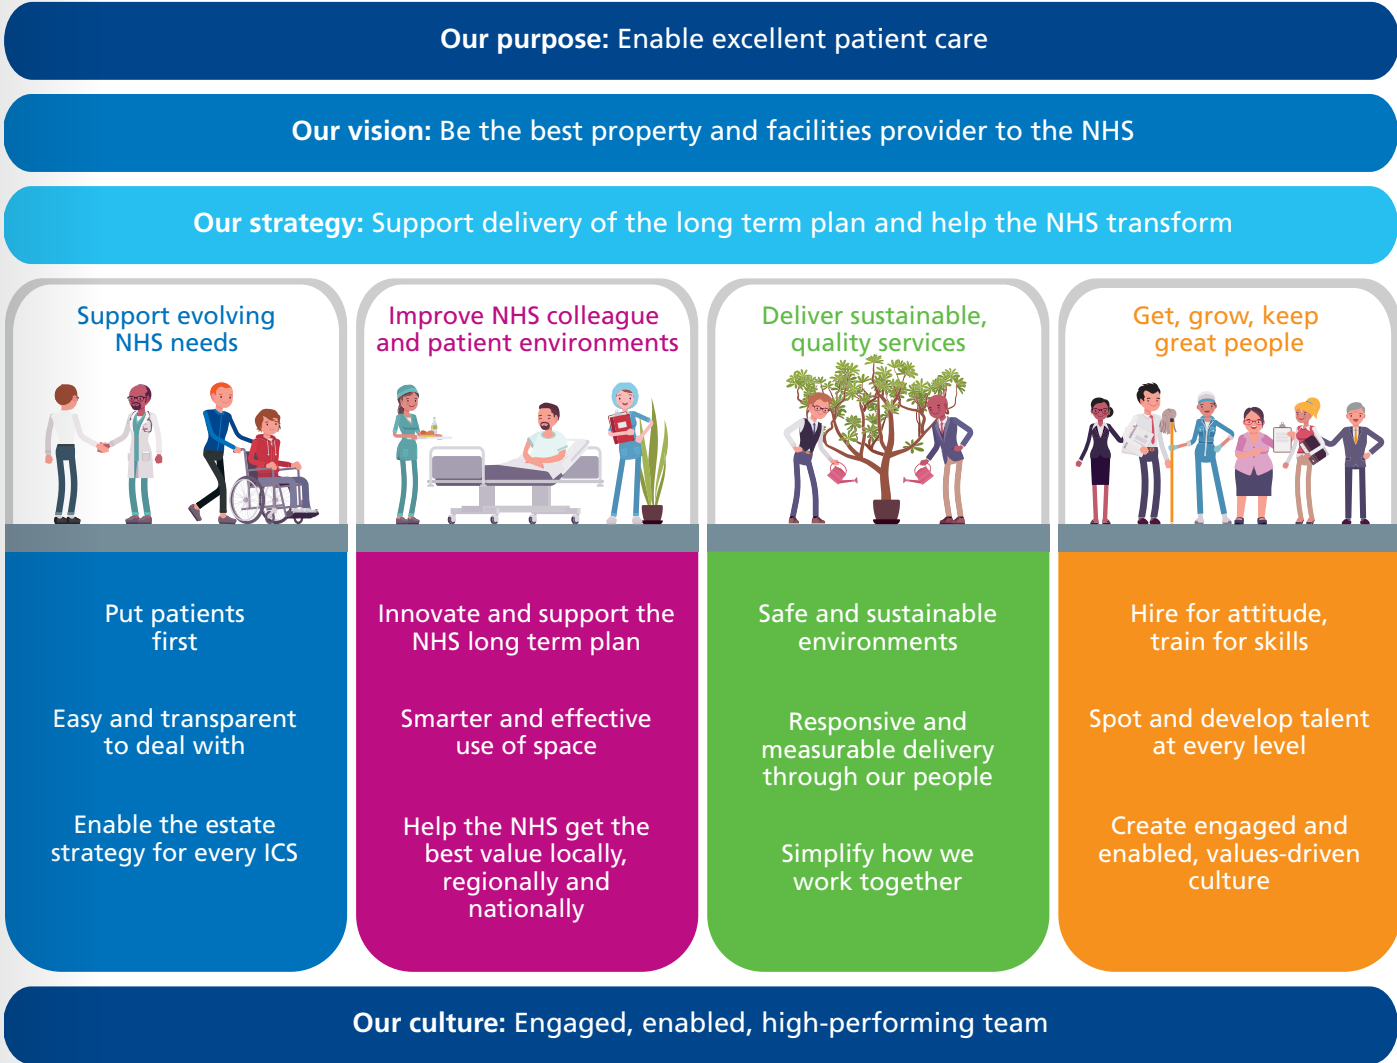 Our purpose: Enable excellent patient care
Our vision: Be the best property and facilities provider to the NHS
Our strategy: Support delivery of the long term plan and help the NHS transform
Support evolving
NHS needs
Put patients
first
Easy and transparent
to deal with
Enable the estate
strategy for every ICS
Improve NHS colleague
and patient environments
Innovate and support the
NHS long term plan
Smarter and effective
use of space
Help the NHS get the
best value locally,
regionally and
nationally
Deliver sustainable,
quality services
Safe and sustainable
environments
Responsive and
measurable delivery
through our people
Simplify how we
work together
Get, grow, keep
great people
Hire for attitude,
train for skills
Spot and develop talent
at every level
Create engaged and
enabled, values-driven
culture
Our culture: Engaged, enabled, high-performing team